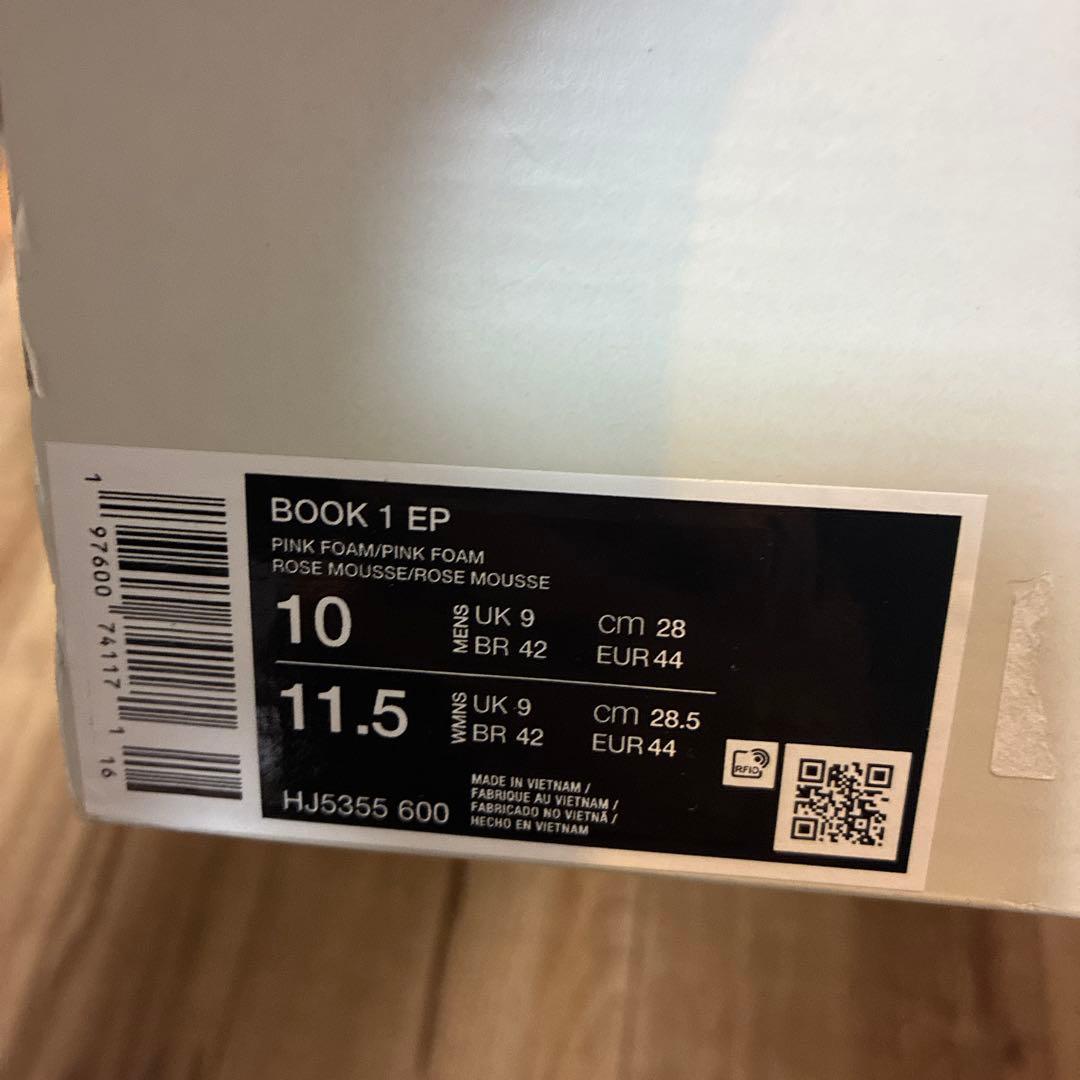 BOOK 1 EP
PINK FOAM/PINK FOAM
ROSE MOUSSE/ROSE MOUSSE
10 MENS UK 9 cm 28
BR 42 EUR 44
11.5 WMNS UK 9 cm 28.5
BR 42 EUR 44
HJ5355 600
MADE IN VIETNAM /
FABRIQUE AU VIETNAM /
FABRICADO NO VIETNÃ /
HECHO EN VIETNAM
RFID
1 97600 74117 1 16